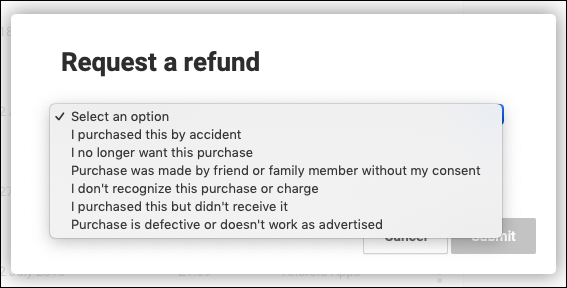 Request a refund
✓ Select an option
I purchased this by accident
I no longer want this purchase
Purchase was made by friend or family member without my consent
I don't recognize this purchase or charge
I purchased this but didn't receive it
Purchase is defective or doesn't work as advertised
Cancel
Submit